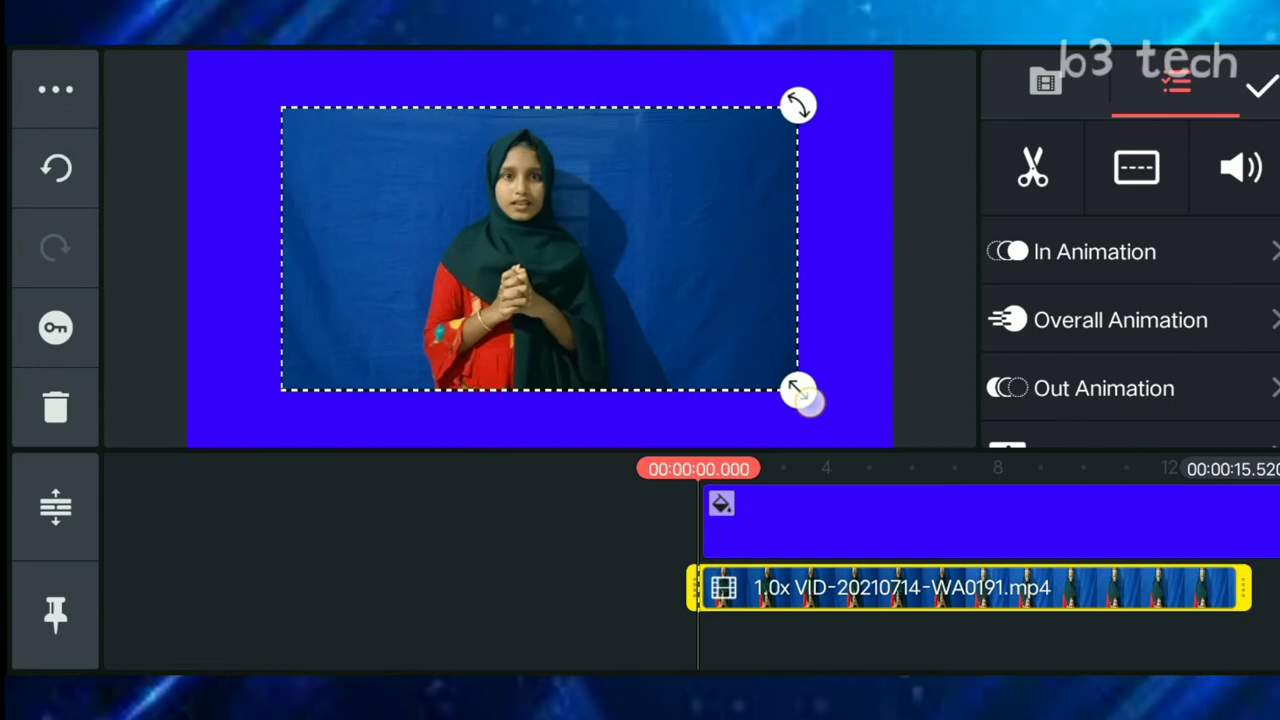 b3 tech
In Animation
Overall Animation
Out Animation
00:00:00.000
4
8
12
00:00:15.520
1.0x VID-20210714-WA0191.mp4